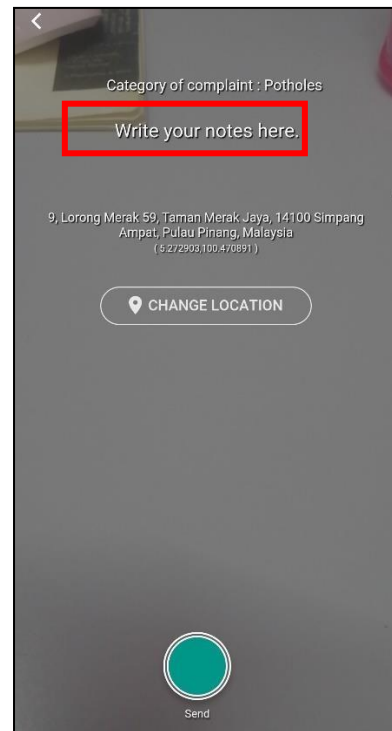 Category of complaint : Potholes
Write your notes here.
9, Lorong Merak 59, Taman Merak Jaya, 14100 Simpang
Ampat, Pulau Pinang, Malaysia
( 5.272903,100.470891 )
CHANGE LOCATION
Send